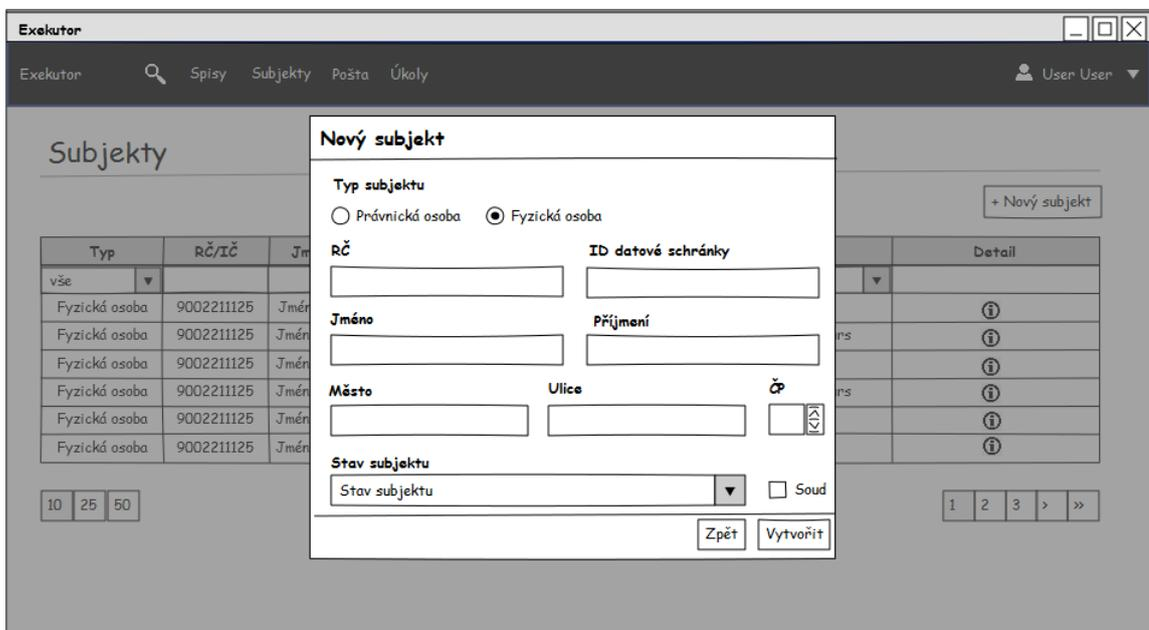 Exekutor
Exekutor Spisy Subjekty Pošta Úkoly User User
Subjekty
+ Nový subjekt
Nový subjekt
Typ subjektu
Právnická osoba Fyzická osoba
RČ ID datové schránky
Jméno Příjmení
Město Ulice ČP
Stav subjektu
Stav subjektu Soud
Zpět Vytvořit
Typ RČ/IČ Detail
vše
Fyzická osoba 9002211125
Fyzická osoba 9002211125
Fyzická osoba 9002211125
Fyzická osoba 9002211125
Fyzická osoba 9002211125
Fyzická osoba 9002211125
10 25 50 1 2 3 > »